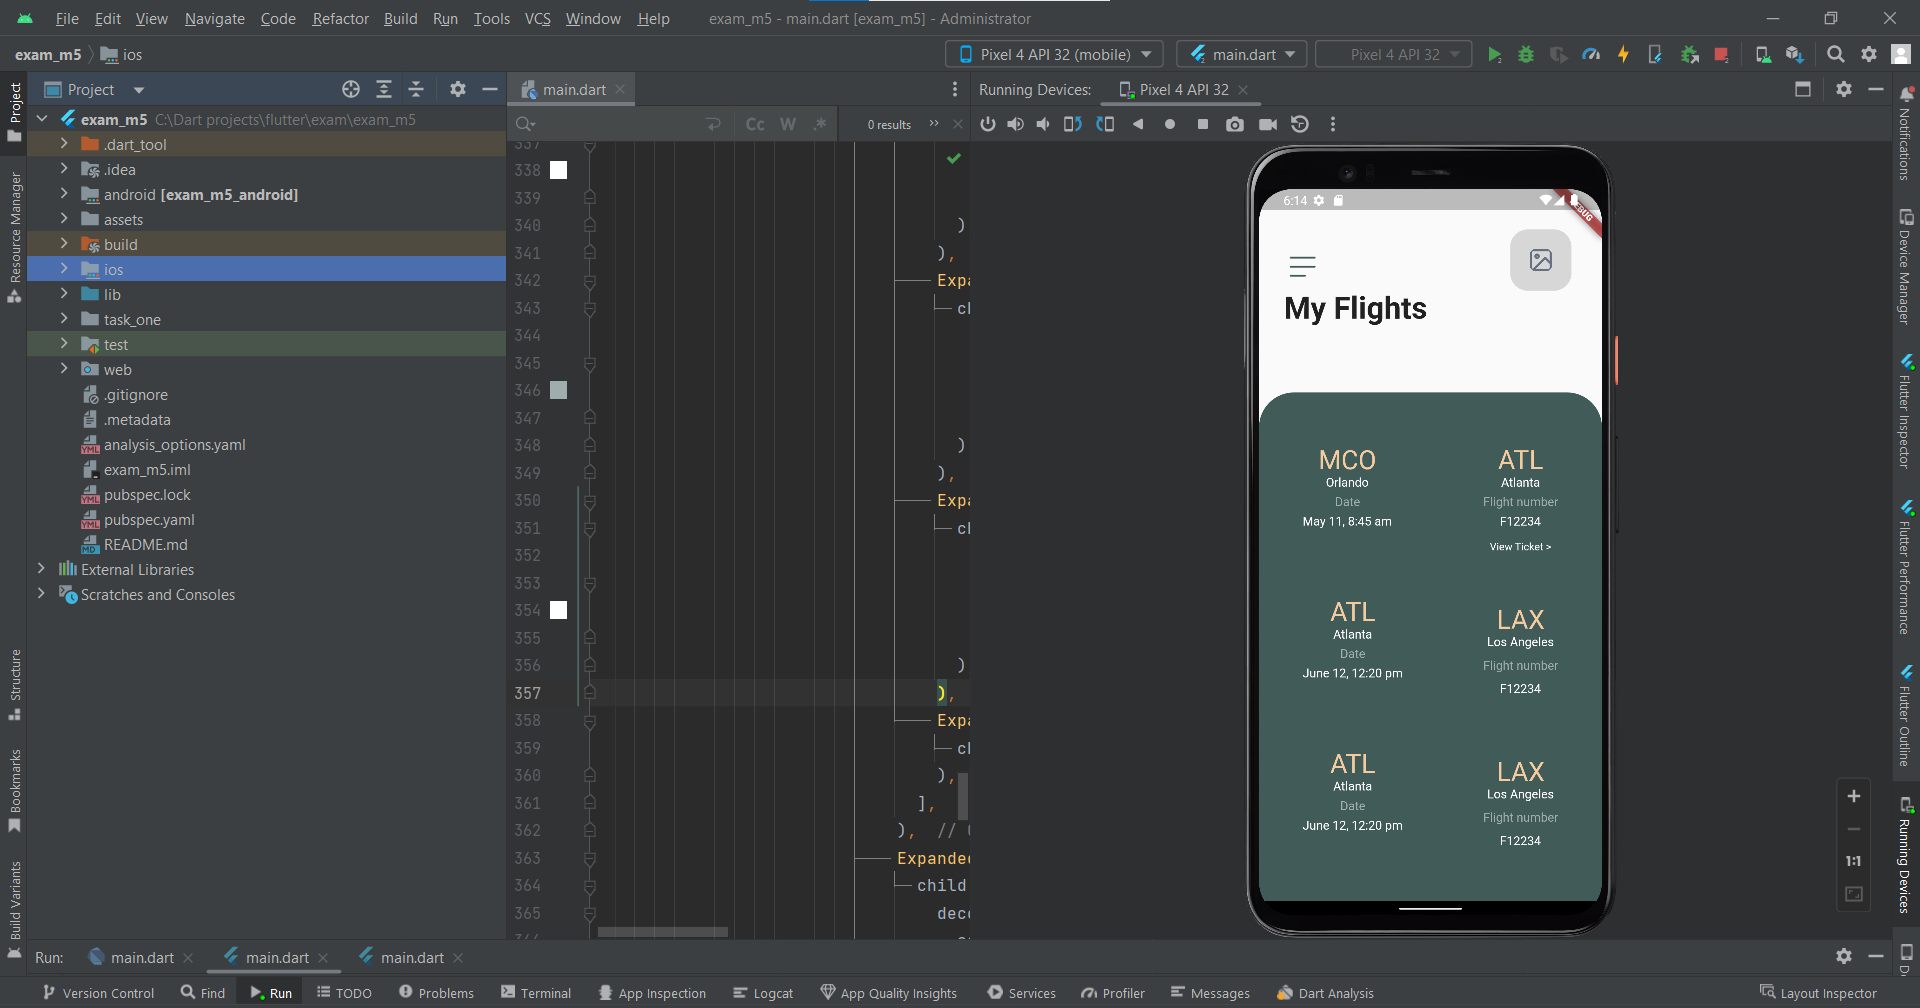 File Edit View Navigate Code Refactor Build Run Tools VCS Window Help exam_m5 - main.dart [exam_m5] - Administrator
exam_m5 ios Pixel 4 API 32 (mobile) main.dart Pixel 4 API 32
Project main.dart Running Devices: Pixel 4 API 32
Cc W .* 0 results
exam_m5 C:\Dart projects\flutter\exam\exam_m5
.dart_tool
.idea
android [exam_m5_android]
assets
build
ios
lib
task_one
test
web
.gitignore
.metadata
analysis_options.yaml
exam_m5.iml
pubspec.lock
pubspec.yaml
README.md
External Libraries
Scratches and Consoles
Project
Resource Manager
Structure
Bookmarks
Build Variants
337
338
339
340 )
341 ),
342 Expa
343 ch
344
345
346
347
348 )
349 ),
350 Expa
351 ch
352
353
354
355
356 )
357 ),
358 Expa
359 ch
360 ),
361 ],
362 ), //
363 Expanded
364 child
365 deco
6:14
DEBUG
My Flights
MCO ATL
Orlando Atlanta
Date Flight number
May 11, 8:45 am F12234
View Ticket >
ATL LAX
Atlanta Los Angeles
Date Flight number
June 12, 12:20 pm F12234
ATL LAX
Atlanta Los Angeles
Date Flight number
June 12, 12:20 pm F12234
1:1
Notifications
Device Manager
Flutter Inspector
Flutter Performance
Flutter Outline
Running Devices
Run: main.dart main.dart main.dart
Version Control Find Run TODO Problems Terminal App Inspection Logcat App Quality Insights Services Profiler Messages Dart Analysis Layout Inspector